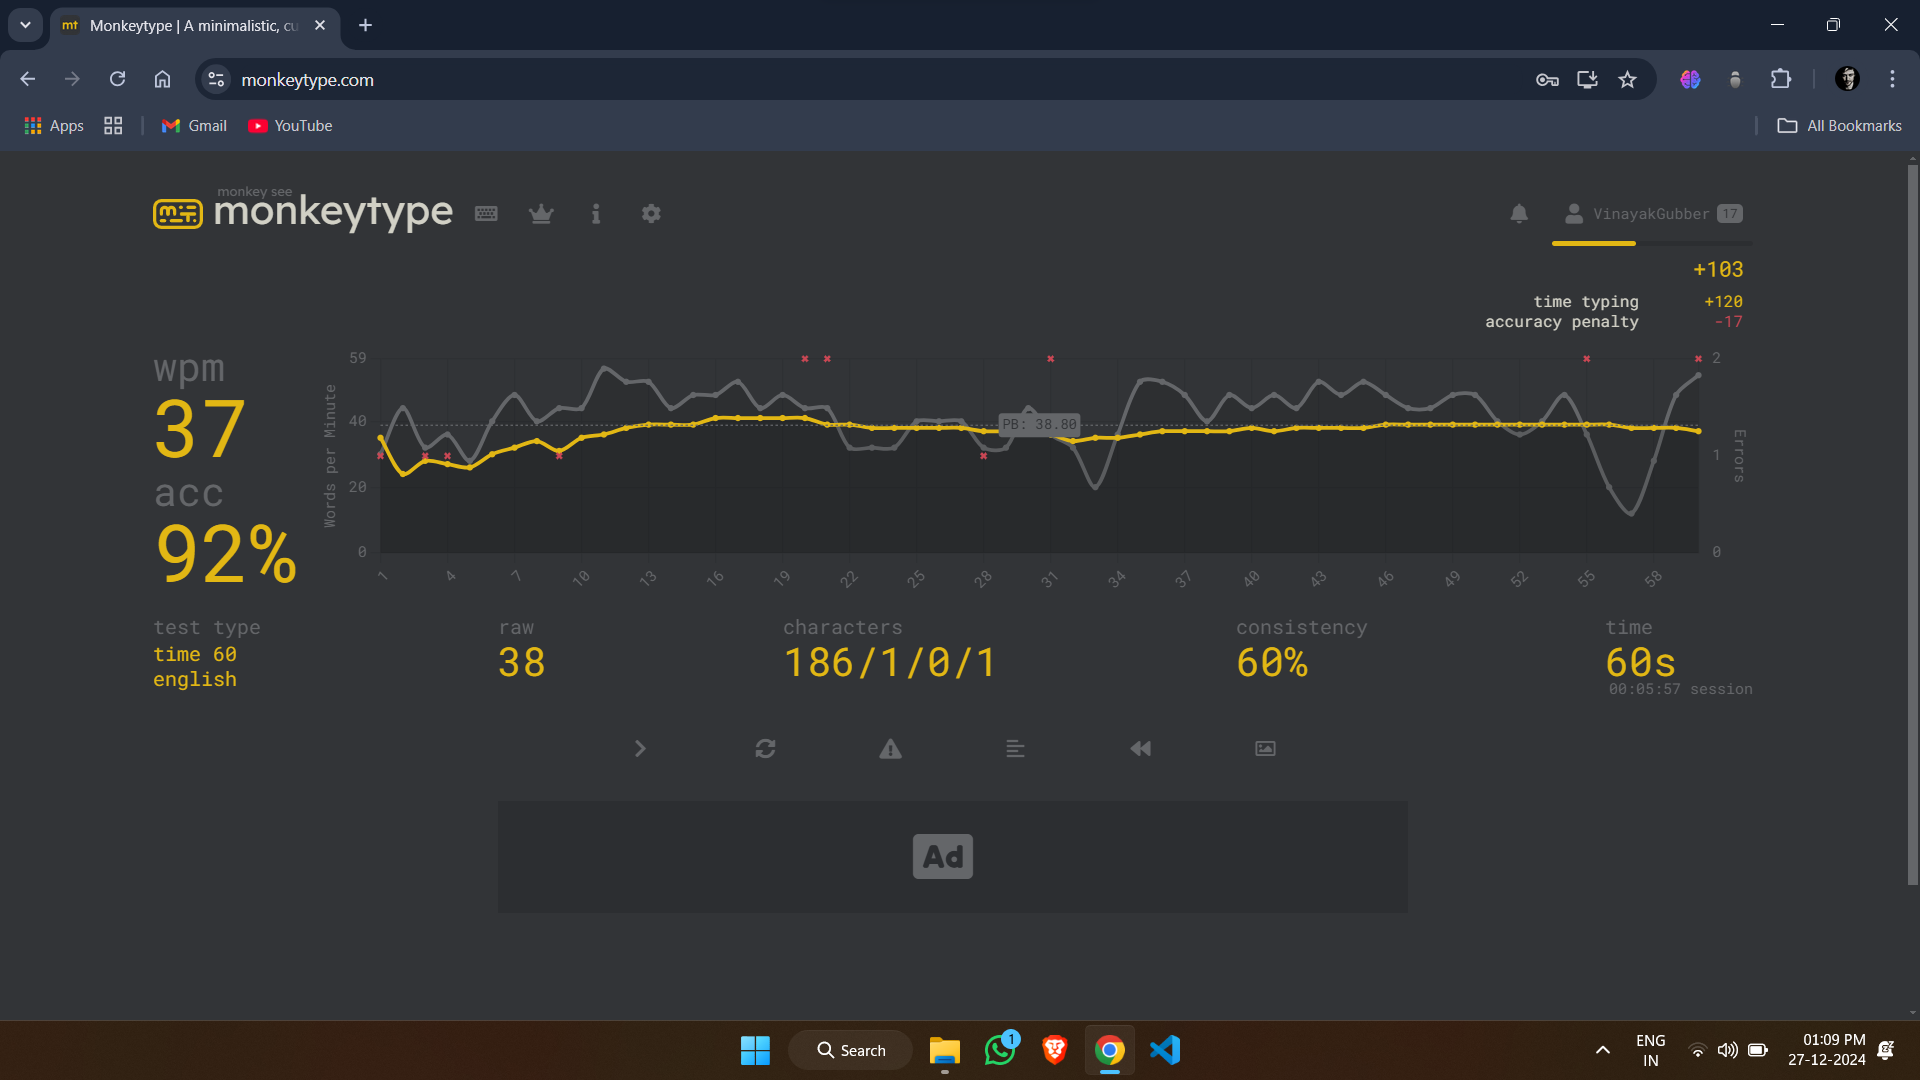 mt Monkeytype | A minimalistic, cu
monkeytype.com
Apps Gmail YouTube All Bookmarks
monkey see
monkeytype
VinayakGubber 17
+103
time typing +120
accuracy penalty -17
wpm
37
acc
92%
Words per Minute
59
40
20
0
PB: 38.80
2
1
0
Errors
1 4 7 10 13 16 19 22 25 28 31 34 37 40 43 46 49 52 55 58
test type
time 60
english
raw
38
characters
186/1/0/1
consistency
60%
time
60s
00:05:57 session
Ad
Search
1
ENG
IN
01:09 PM
27-12-2024